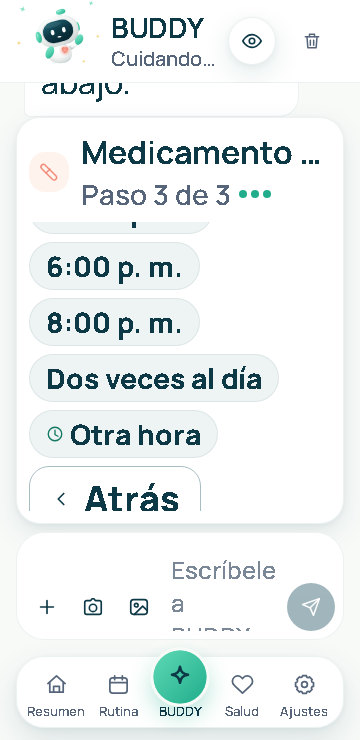 BUDDY
Cuidando...
abajo.
Medicamento ...
Paso 3 de 3
6:00 p. m.
8:00 p. m.
Dos veces al día
Otra hora
Atrás
Escríbele
a
BUDDY
Resumen
Rutina
BUDDY
Salud
Ajustes